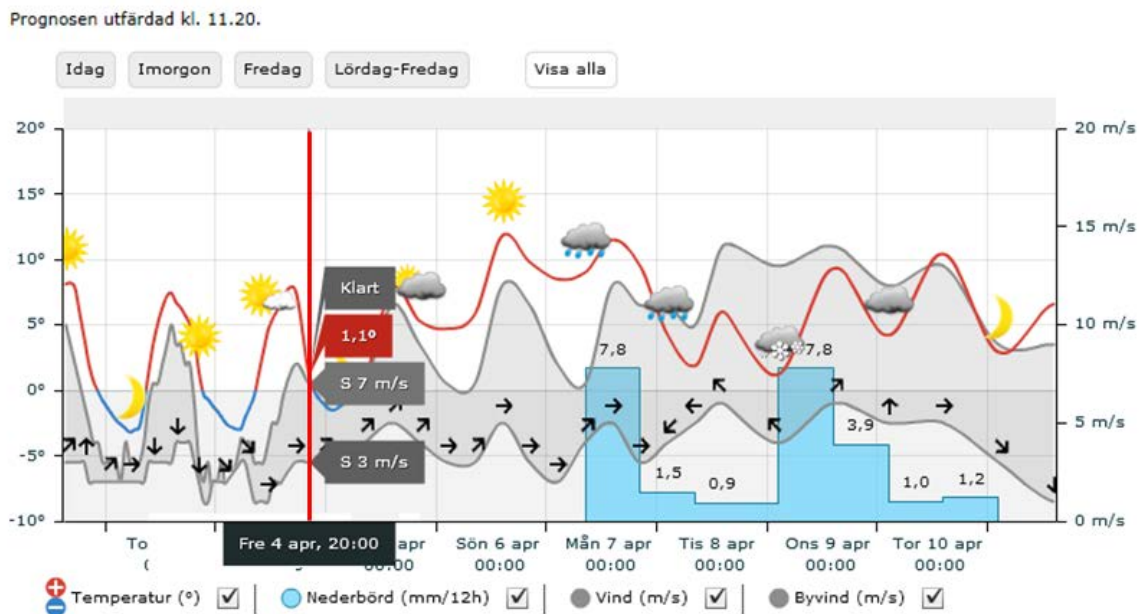 Prognosen utfärdad kl. 11.20.
Idag Imorgon Fredag Lördag-Fredag Visa alla
20° 20 m/s
15° 15 m/s
10°
Klart
5° 10 m/s
1,1°
7,8 7,8
0°
S 7 m/s
5 m/s
3,9
-5°
S 3 m/s
1,5 0,9 1,0 1,2
-10° 0 m/s
To Fre 4 apr, 20:00 apr Sön 6 apr Mån 7 apr Tis 8 apr Ons 9 apr Tor 10 apr
00:00 00:00 00:00 00:00 00:00 00:00
Temperatur (°) Nederbörd (mm/12h) Vind (m/s) Byvind (m/s)